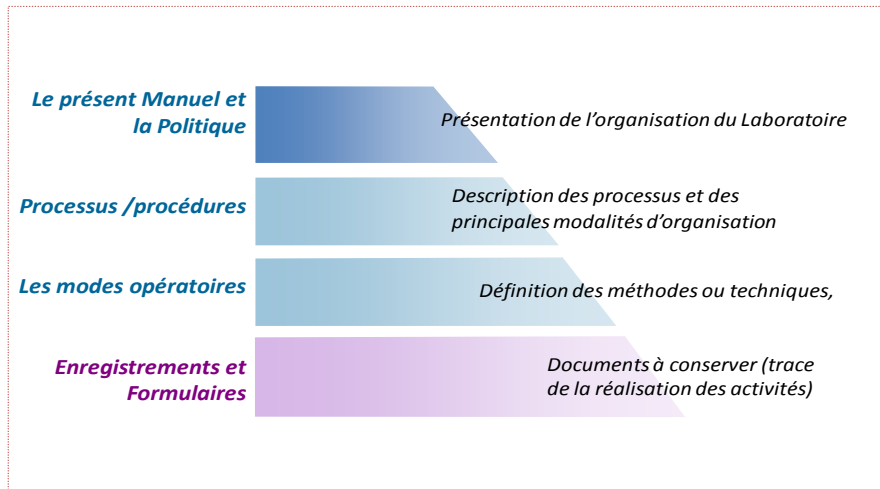 Le présent Manuel et
la Politique
Présentation de l'organisation du Laboratoire
Processus /procédures
Description des processus et des
principales modalités d'organisation
Les modes opératoires
Définition des méthodes ou techniques,
Enregistrements et
Formulaires
Documents à conserver (trace
de la réalisation des activités)